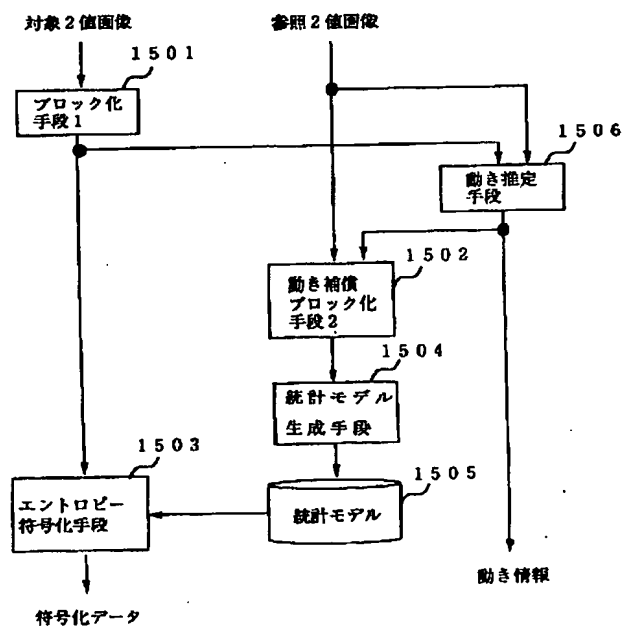 対象2値画像
参照2値画像
1501
ブロック化
手段1
1506
動き推定
手段
1502
動き補償
ブロック化
手段2
1504
統計モデル
生成手段
1503
エントロピー
符号化手段
1505
統計モデル
動き情報
符号化データ